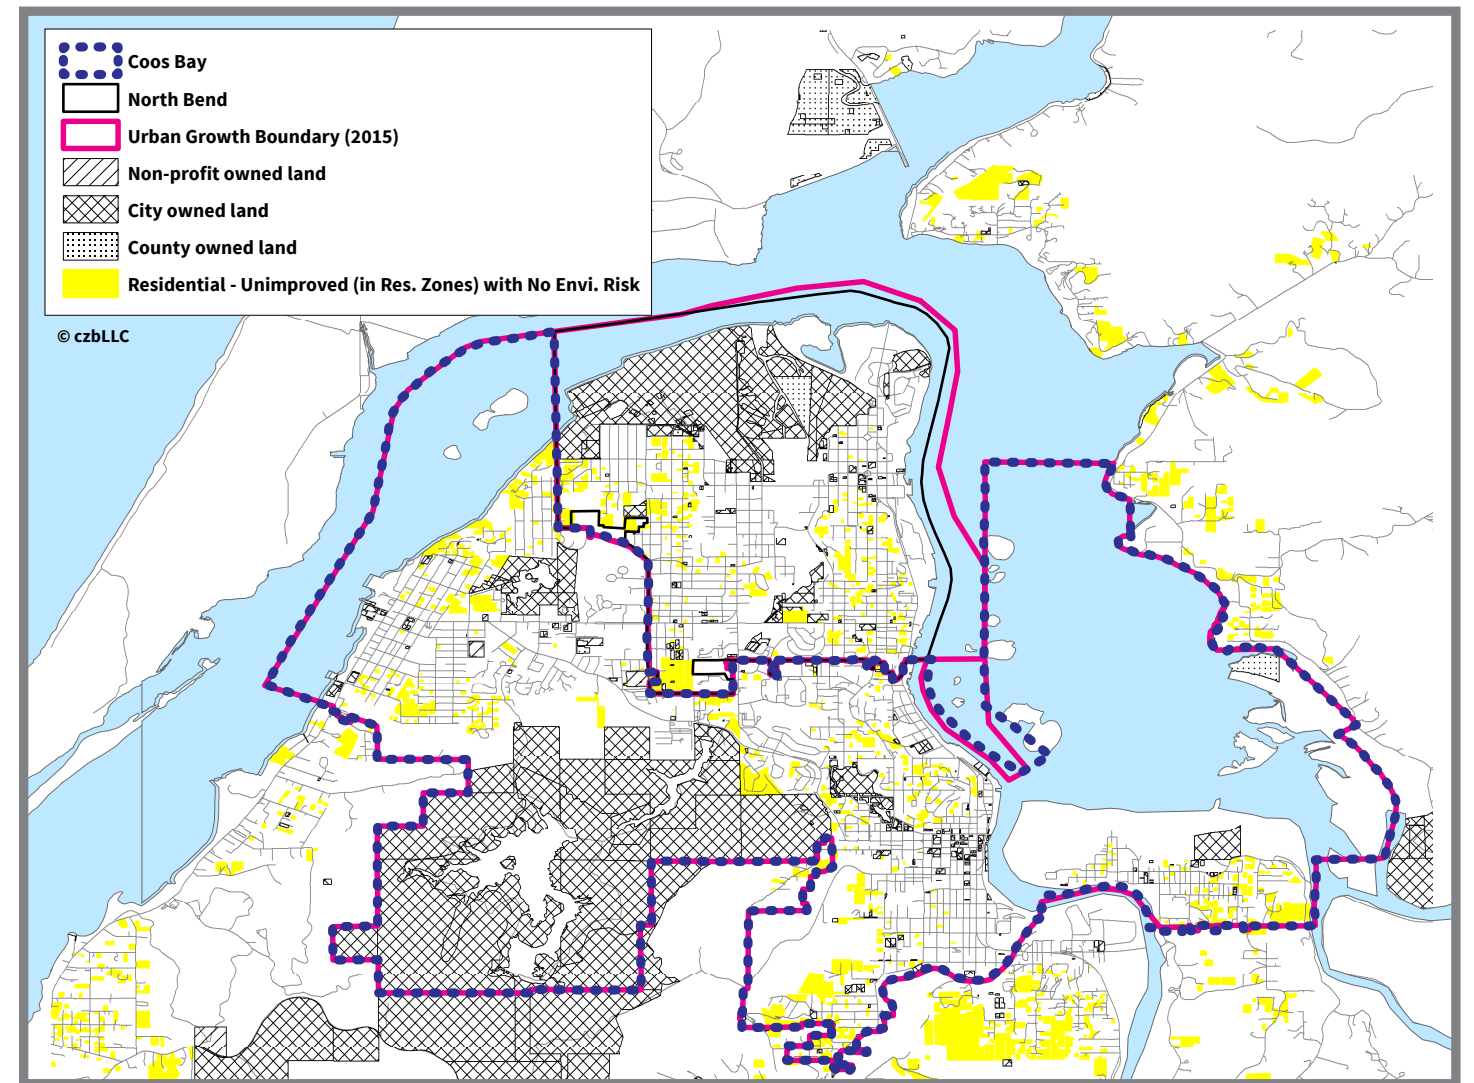 Coos Bay
North Bend
Urban Growth Boundary (2015)
Non-profit owned land
City owned land
County owned land
Residential - Unimproved (in Res. Zones) with No Envi. Risk
© czbLLC